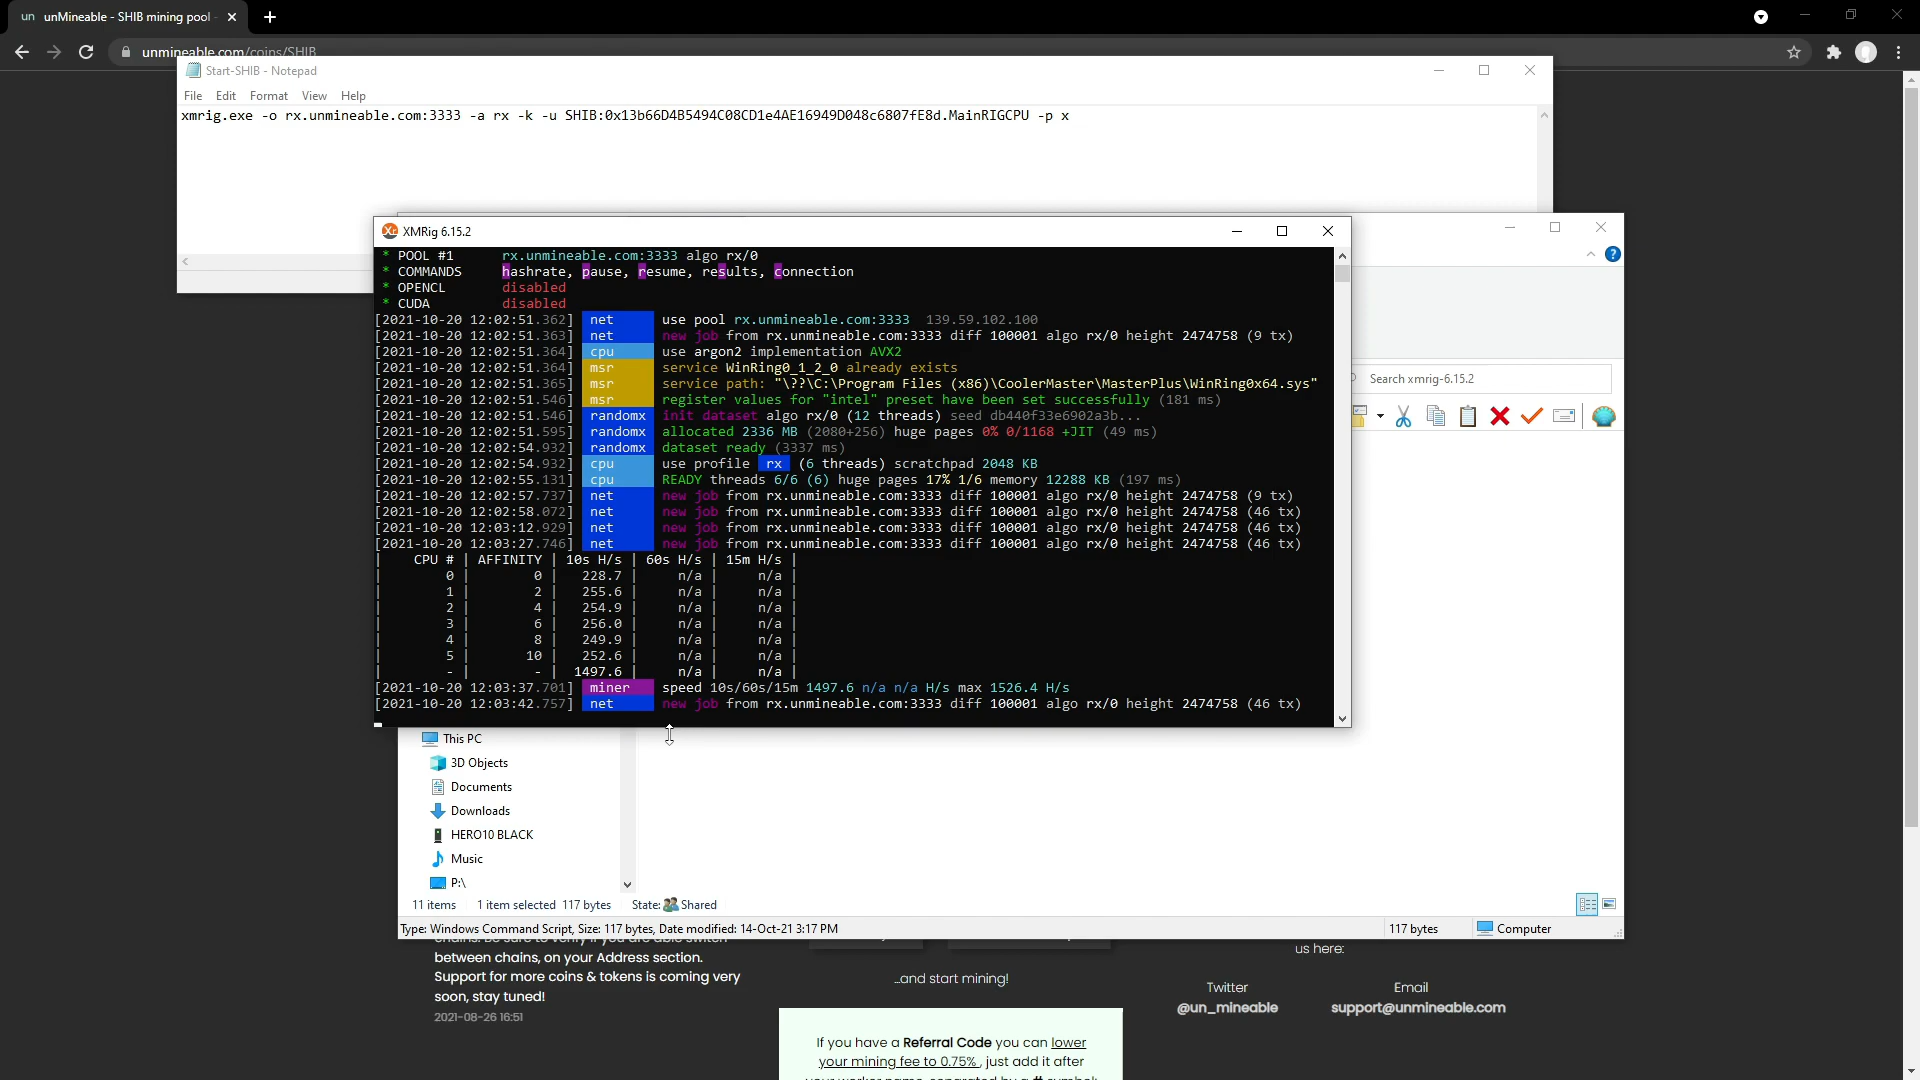 un unMineable - SHIB mining pool
unmineable.com/coins/SHIB
Start-SHIB - Notepad
File Edit Format View Help
xmrig.exe -o rx.unmineable.com:3333 -a rx -k -u SHIB:0x13b66D4B5494C08CD1e4AE16949D048c6807fE8d.MainRIGCPU -p x
XMRig 6.15.2
* POOL #1 rx.unmineable.com:3333 algo rx/0
* COMMANDS hashrate, pause, resume, results, connection
* OPENCL disabled
* CUDA disabled
[2021-10-20 12:02:51.362] net use pool rx.unmineable.com:3333 139.59.102.100
[2021-10-20 12:02:51.363] net new job from rx.unmineable.com:3333 diff 100001 algo rx/0 height 2474758 (9 tx)
[2021-10-20 12:02:51.364] cpu use argon2 implementation AVX2
[2021-10-20 12:02:51.364] msr service WinRing0_1_2_0 already exists
[2021-10-20 12:02:51.365] msr service path: "\??\C:\Program Files (x86)\CoolerMaster\MasterPlus\WinRing0x64.sys"
[2021-10-20 12:02:51.546] msr register values for "intel" preset have been set successfully (181 ms)
[2021-10-20 12:02:51.546] randomx init dataset algo rx/0 (12 threads) seed db440f33e6902a3b...
[2021-10-20 12:02:51.595] randomx allocated 2336 MB (2080+256) huge pages 0% 0/1168 +JIT (49 ms)
[2021-10-20 12:02:54.932] randomx dataset ready (3337 ms)
[2021-10-20 12:02:54.932] cpu use profile rx (6 threads) scratchpad 2048 KB
[2021-10-20 12:02:55.131] cpu READY threads 6/6 (6) huge pages 17% 1/6 memory 12288 KB (197 ms)
[2021-10-20 12:02:57.737] net new job from rx.unmineable.com:3333 diff 100001 algo rx/0 height 2474758 (9 tx)
[2021-10-20 12:02:58.072] net new job from rx.unmineable.com:3333 diff 100001 algo rx/0 height 2474758 (46 tx)
[2021-10-20 12:03:12.929] net new job from rx.unmineable.com:3333 diff 100001 algo rx/0 height 2474758 (46 tx)
[2021-10-20 12:03:27.746] net new job from rx.unmineable.com:3333 diff 100001 algo rx/0 height 2474758 (46 tx)
| CPU # | AFFINITY | 10s H/s | 60s H/s | 15m H/s |
| 0 | 0 | 228.7 | n/a | n/a |
| 1 | 2 | 255.6 | n/a | n/a |
| 2 | 4 | 254.9 | n/a | n/a |
| 3 | 6 | 256.0 | n/a | n/a |
| 4 | 8 | 249.9 | n/a | n/a |
| 5 | 10 | 252.6 | n/a | n/a |
| - | - | 1497.6 | n/a | n/a |
[2021-10-20 12:03:37.701] miner speed 10s/60s/15m 1497.6 n/a n/a H/s max 1526.4 H/s
[2021-10-20 12:03:42.757] net new job from rx.unmineable.com:3333 diff 100001 algo rx/0 height 2474758 (46 tx)
Search xmrig-6.15.2
This PC
3D Objects
Documents
Downloads
HERO10 BLACK
Music
P:\
11 items 1 item selected 117 bytes State: Shared
Type: Windows Command Script, Size: 117 bytes, Date modified: 14-Oct-21 3:17 PM 117 bytes Computer
chains. Be sure to verify if you are able switch
between chains, on your Address section.
Support for more coins & tokens is coming very
soon, stay tuned!
2021-08-26 16:51
...and start mining!
If you have a Referral Code you can lower
your mining fee to 0.75% , just add it after
your worker name, separated by a # symbol:
us here:
Twitter
@un_mineable
Email
support@unmineable.com